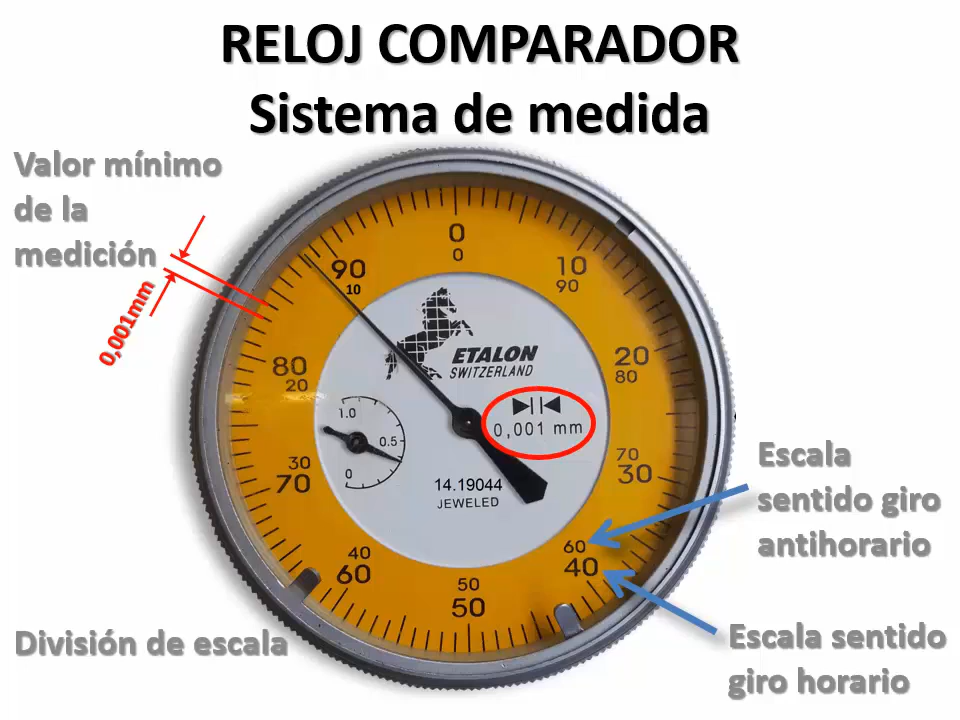 RELOJ COMPARADOR
Sistema de medida
Valor mínimo
de la
medición
0,001mm
0
0
10
90
20
80
70
30
60
40
50
50
40
60
30
70
80
20
90
10
ETALON
SWITZERLAND
0,001 mm
1.0
0.5
0
14.19044
JEWELED
Escala
sentido giro
antihorario
Escala sentido
giro horario
División de escala